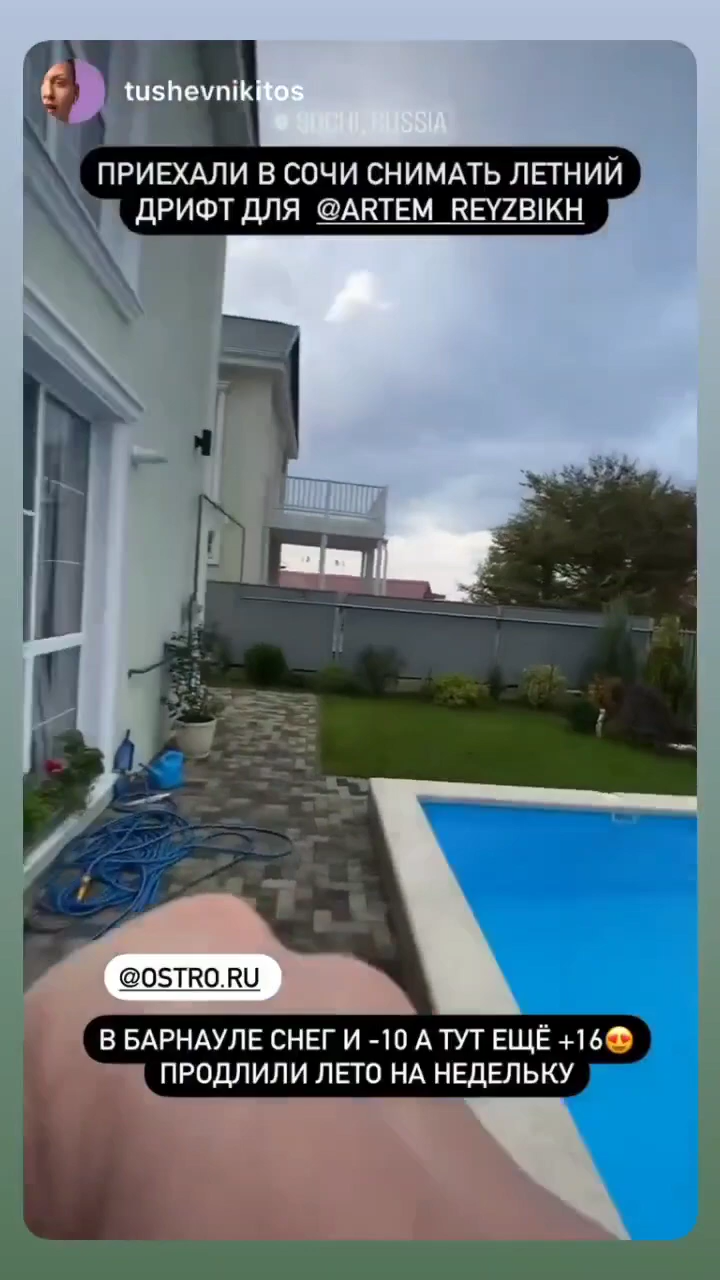 tushevnikitos
SOCHI, RUSSIA
ПРИЕХАЛИ В СОЧИ СНИМАТЬ ЛЕТНИЙ
ДРИФТ ДЛЯ @ARTEM_REYZBIKH
@OSTRO.RU
В БАРНАУЛЕ СНЕГ И -10 А ТУТ ЕЩЁ +16😍
ПРОДЛИЛИ ЛЕТО НА НЕДЕЛЬКУ